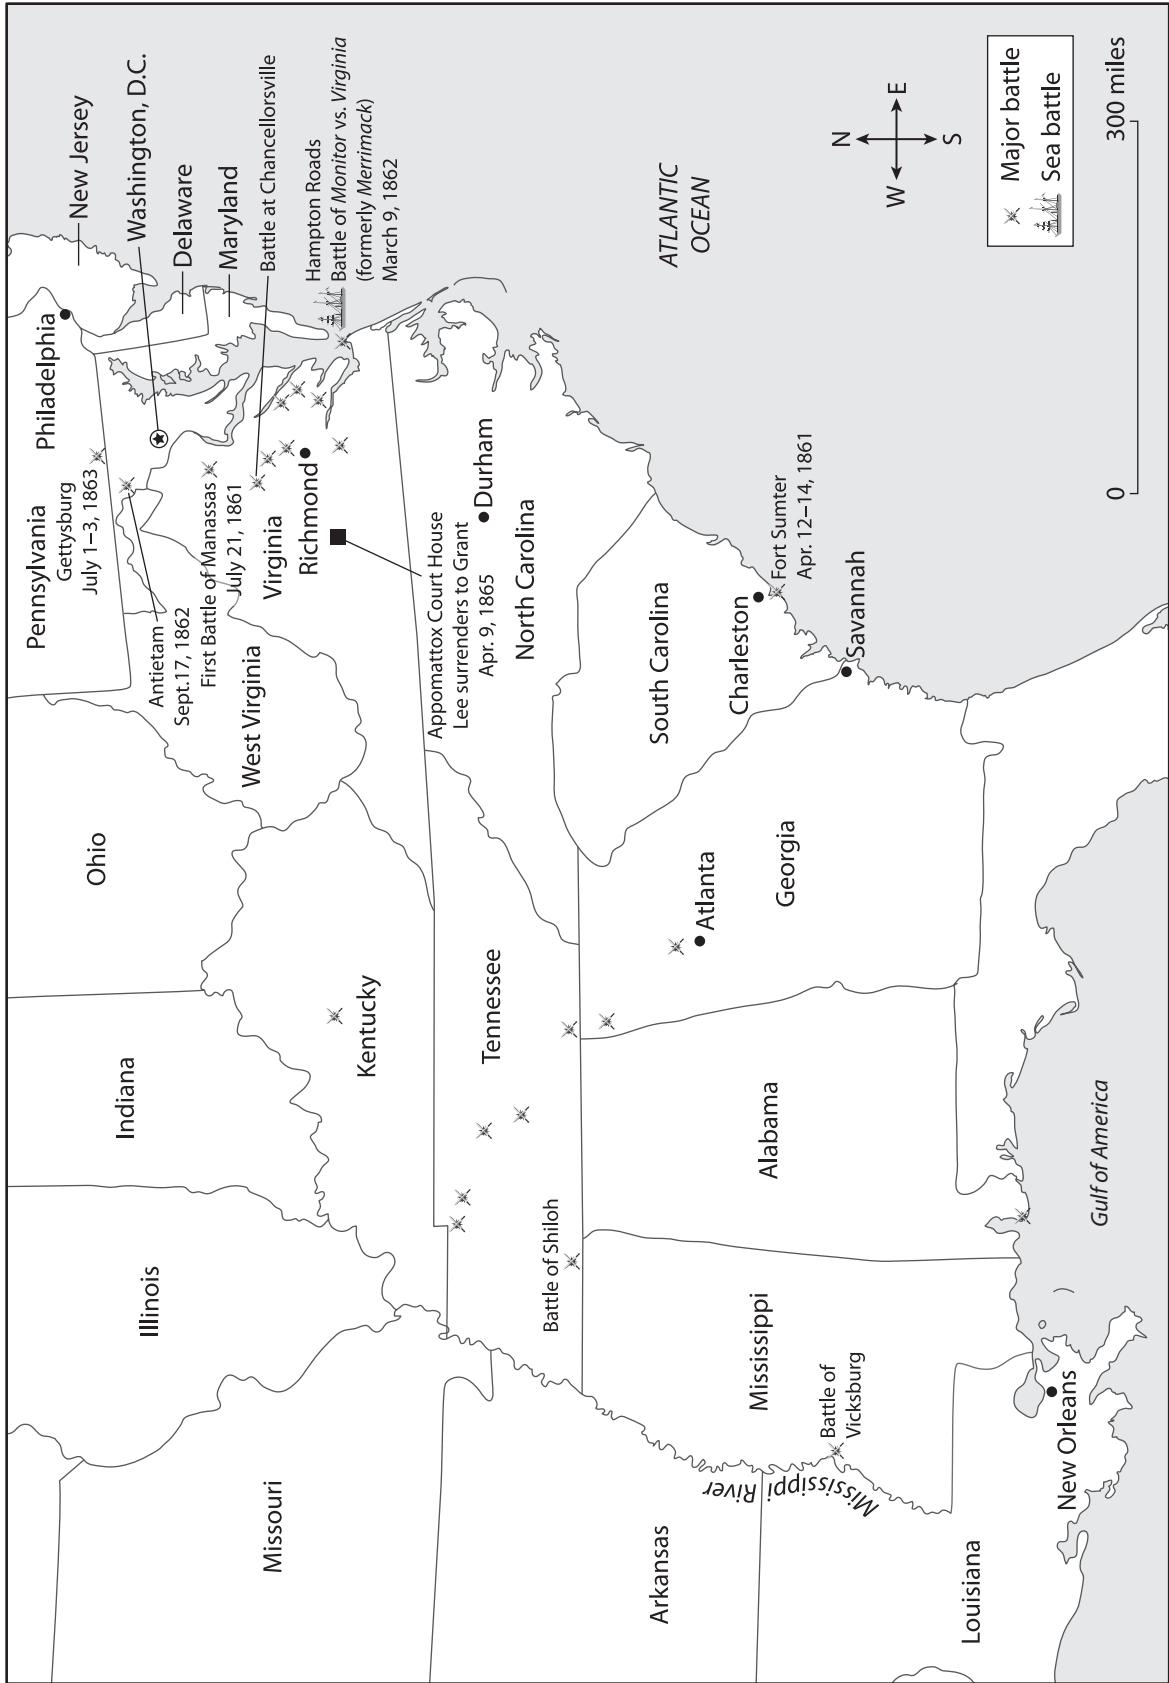 Missouri
Illinois
Indiana
Ohio
Pennsylvania
Gettysburg
July 1–3, 1863
Philadelphia
New Jersey
Washington, D.C.
Delaware
Maryland
Battle at Chancellorsville
Hampton Roads
Battle of Monitor vs. Virginia
(formerly Merrimack)
March 9, 1862
Antietam
Sept.17, 1862
First Battle of Manassas
July 21, 1861
West Virginia
Virginia
Richmond
Appomattox Court House
Lee surrenders to Grant
Apr. 9, 1865
Kentucky
Tennessee
Durham
North Carolina
Battle of Shiloh
South Carolina
Charleston
Fort Sumter
Apr. 12–14, 1861
Savannah
Atlanta
Georgia
Alabama
Mississippi
Battle of
Vicksburg
Mississippi River
Arkansas
Louisiana
New Orleans
Gulf of America
ATLANTIC
OCEAN
N
W
E
S
Major battle
Sea battle
0
300 miles